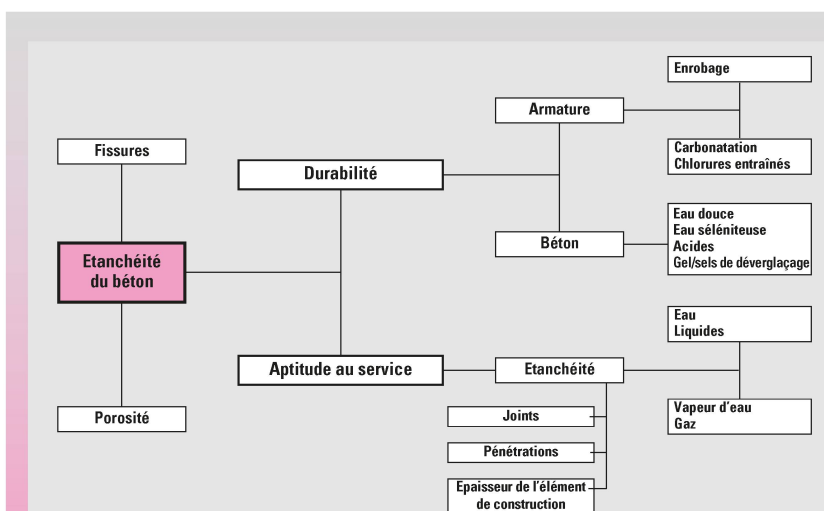 Enrobage
Armature
Fissures
Carbonatation
Chlorures entraînés
Durabilité
Eau douce
Eau séléniteuse
Acides
Gel/sels de déverglaçage
Béton
Etanchéité
du béton
Eau
Liquides
Aptitude au service
Etanchéité
Vapeur d'eau
Gaz
Porosité
Joints
Pénétrations
Epaisseur de l'élément
de construction